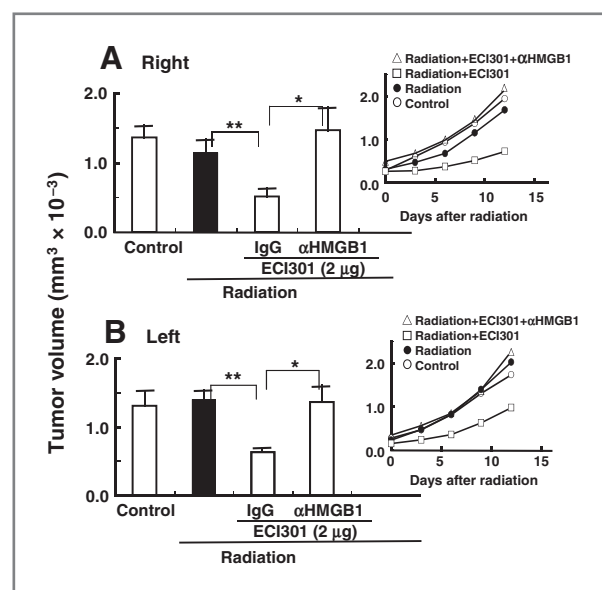 A Right
Tumor volume (mm³ × 10⁻³)
2.0
1.0
0.0
**
*
Control
IgG αHMGB1
ECI301 (2 μg)
Radiation
△ Radiation+ECI301+αHMGB1
□ Radiation+ECI301
● Radiation
○ Control
2.0
1.0
0.0
0 5 10 15
Days after radiation
B Left
2.0
1.0
0.0
**
*
Control
IgG αHMGB1
ECI301 (2 μg)
Radiation
△ Radiation+ECI301+αHMGB1
□ Radiation+ECI301
● Radiation
○ Control
2.0
1.0
0.0
0 5 10 15
Days after radiation